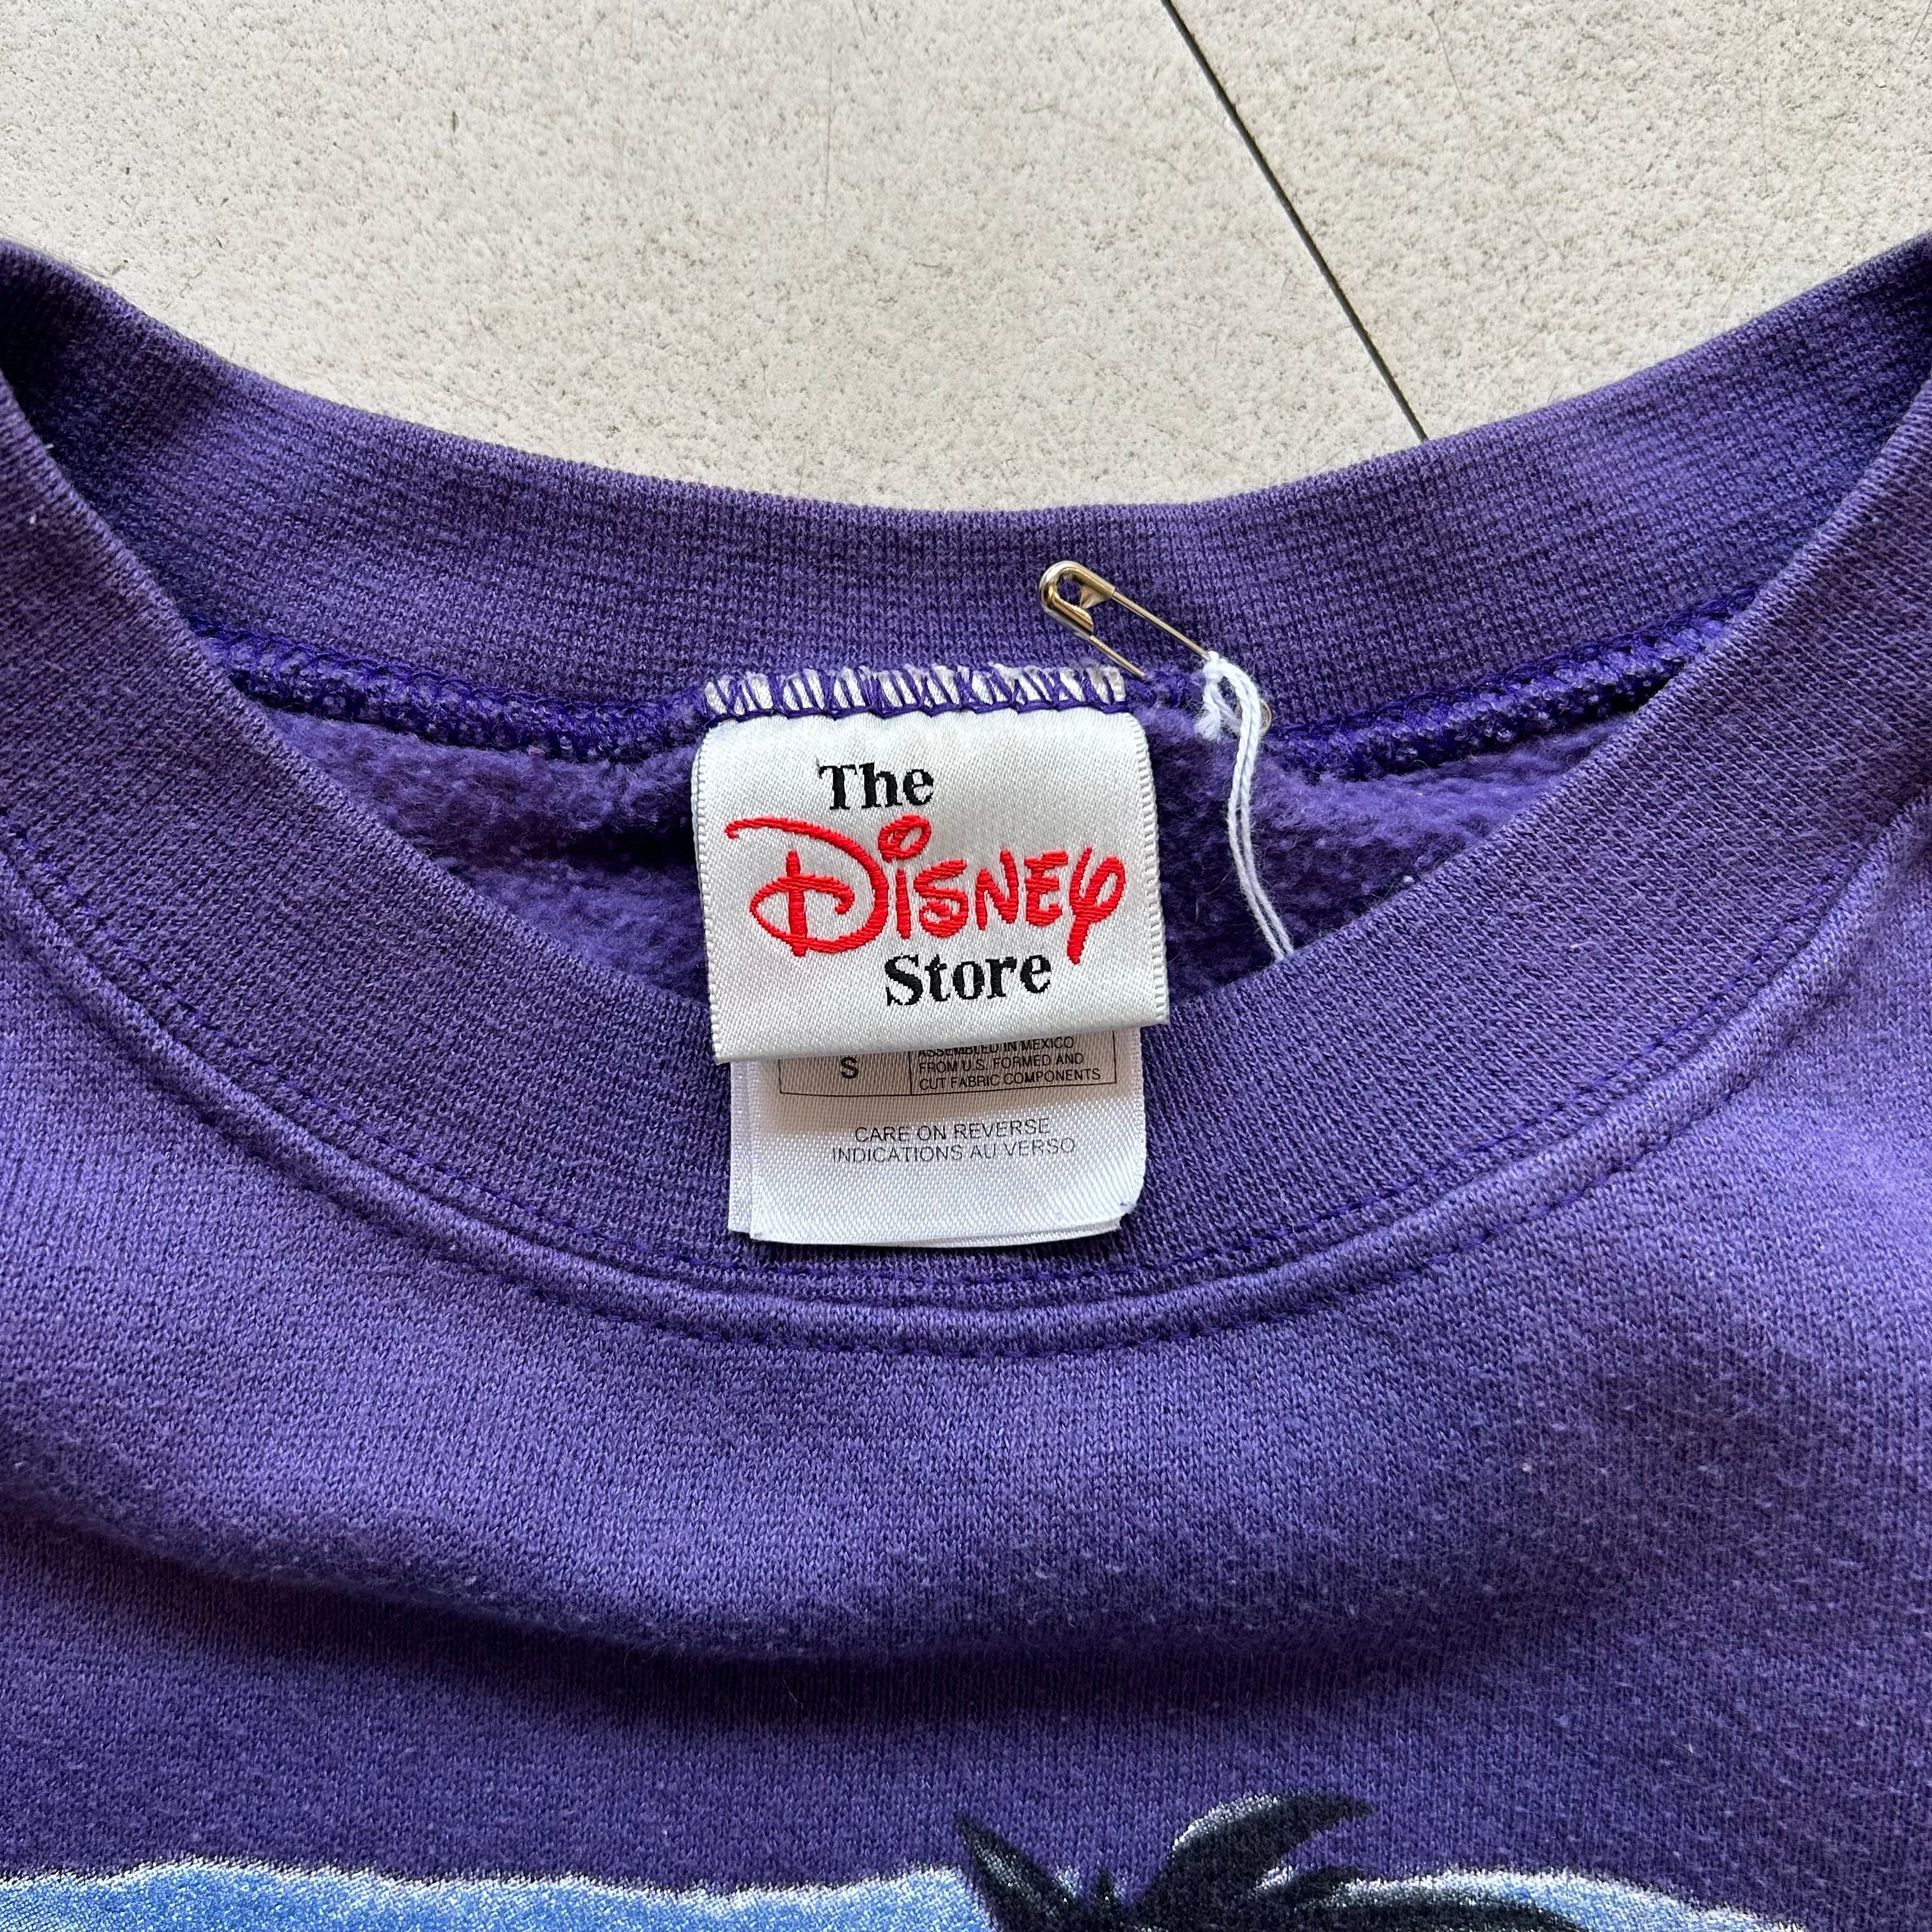 The
Disney
Store
S
ASSEMBLED IN MEXICO
FROM U.S. FORMED AND
CUT FABRIC COMPONENTS
CARE ON REVERSE
INDICATIONS AU VERSO